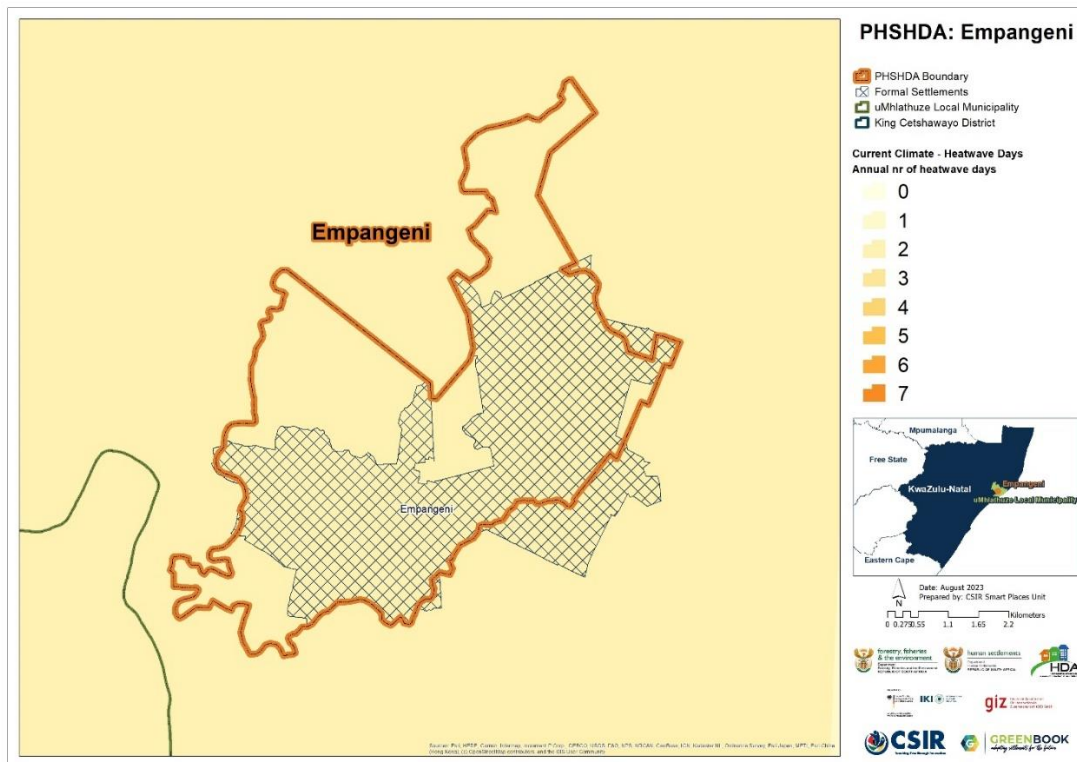 PHSHDA: Empangeni
PHSHDA Boundary
Formal Settlements
uMhlathuze Local Municipality
King Cetshawayo District
Current Climate - Heatwave Days
Annual nr of heatwave days
0
1
2
3
4
5
6
7
Empangeni
Empangeni
Mpumalanga
Free State
KwaZulu-Natal
Empangeni
uMhlathuze Local Municipality
Eastern Cape
N
Date: August 2023
Prepared by: CSIR Smart Places Unit
Kilometers
0 0.275 0.55 1.1 1.65 2.2
forestry, fisheries
& the environment
human settlements
HDA
IKI
giz
CSIR
GREENBOOK